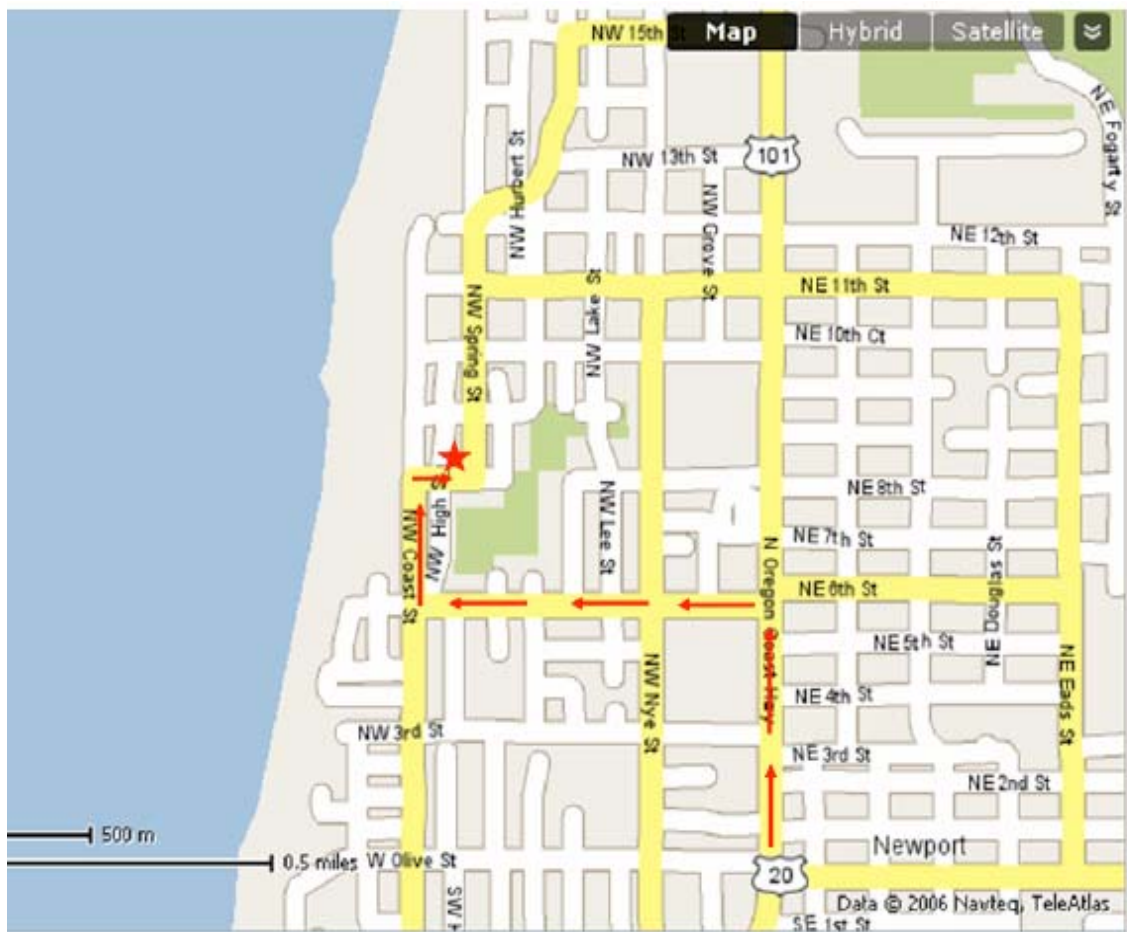 NW 15th St
Map
Hybrid
Satellite
NE Fogarty St
NW Hurbert St
NW 13th St
101
NW Grove St
NE 12th St
NW Lake St
NE 11th St
NW Spring St
NE 10th Ct
NW High St
NE 8th St
NW Coast St
NW Lee St
N Oregon Coast Hwy
NE 7th St
NE Douglas St
NE 6th St
NE 5th St
NW Nye St
NE Eads St
NE 4th St
NW 3rd St
NE 3rd St
NE 2nd St
500 m
Newport
0.5 miles
W Olive St
20
SW H
Data © 2006 Navteq, TeleAtlas
SE 1st St